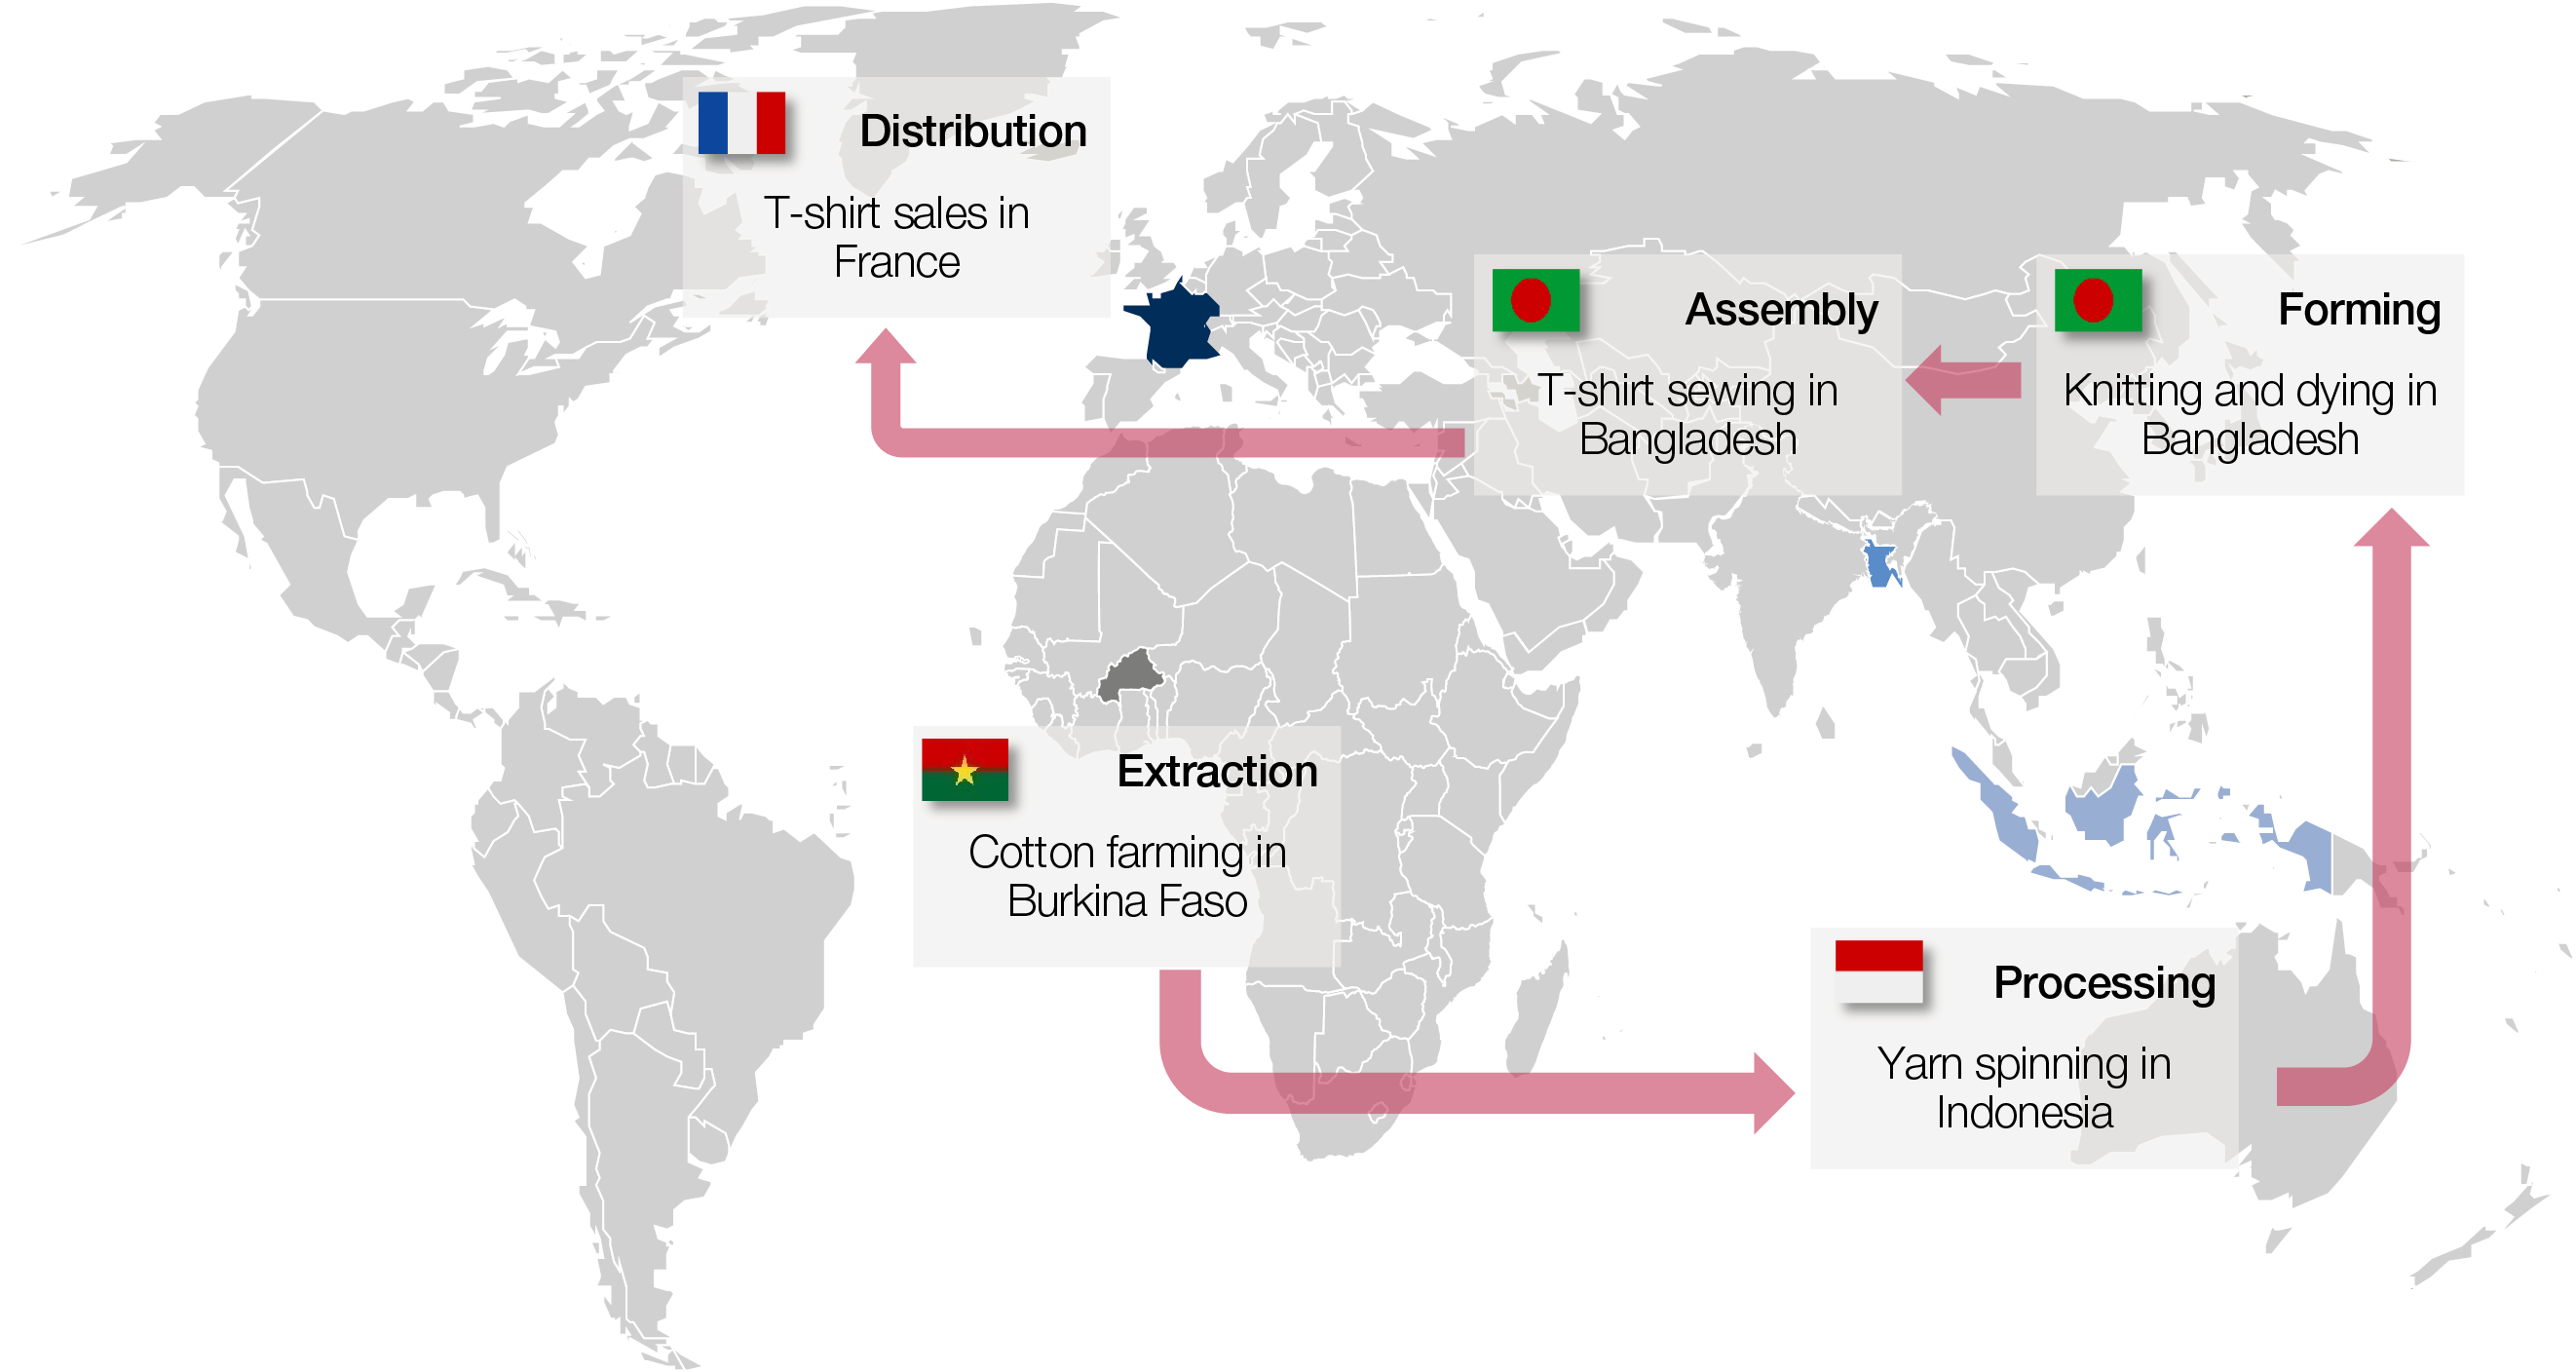 Distribution
T-shirt sales in
France
Assembly
T-shirt sewing in
Bangladesh
Forming
Knitting and dying in
Bangladesh
Extraction
Cotton farming in
Burkina Faso
Processing
Yarn spinning in
Indonesia